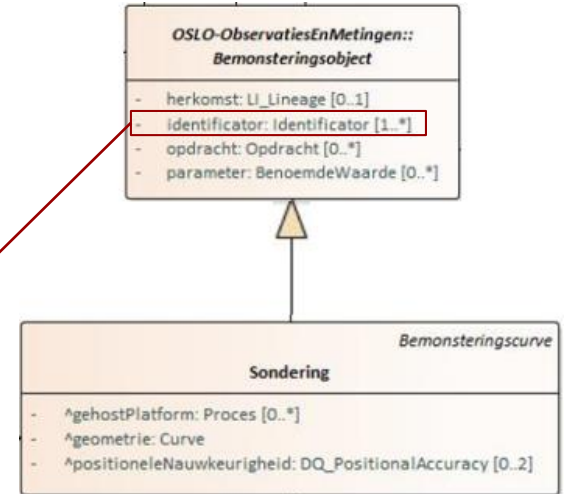 OSLO-ObservatiesEnMetingen::
Bemonsteringsobject
- herkomst: LI_Lineage [0..1]
- identificator: Identificator [1..*]
- opdracht: Opdracht [0..*]
- parameter: BenoemdeWaarde [0..*]
Bemonsteringscurve
Sondering
- ^gehostPlatform: Proces [0..*]
- ^geometrie: Curve
- ^positioneleNauwkeurigheid: DQ_PositionalAccuracy [0..2]